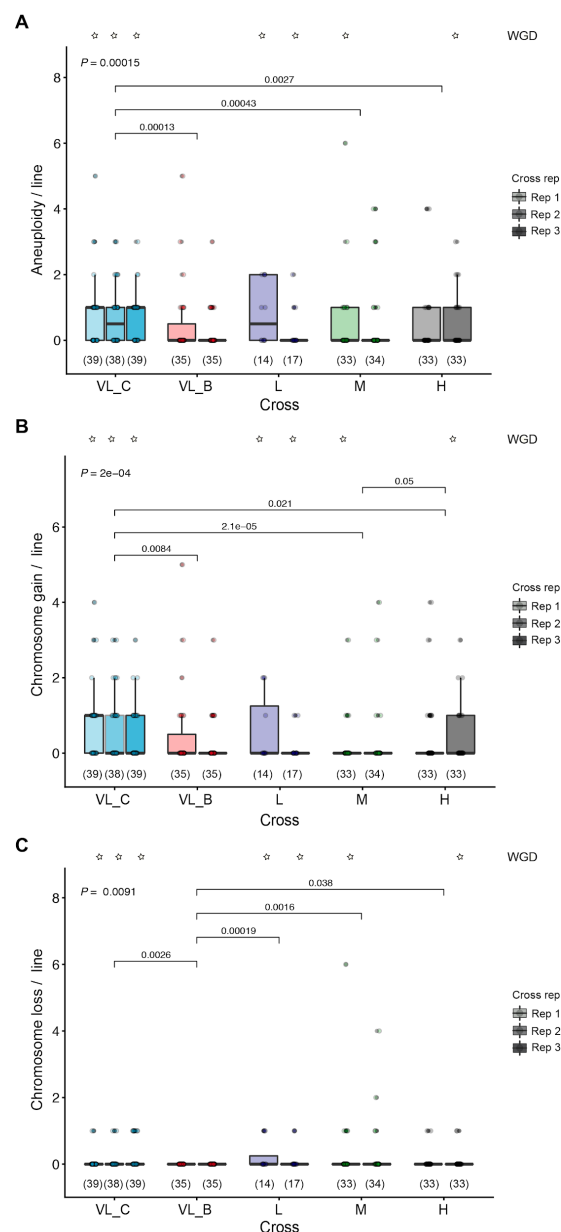 A
WGD
P = 0.00015
0.0027
0.00043
0.00013
8
6
4
2
0
Aneuploidy / line
Cross rep
Rep 1
Rep 2
Rep 3
(39) (38) (39) (35) (35) (14) (17) (33) (34) (33) (33)
VL_C VL_B L M H
Cross
B
WGD
P = 2e−04
0.05
0.021
2.1e−05
0.0084
6
4
2
0
Chromosome gain / line
Cross rep
Rep 1
Rep 2
Rep 3
(39) (38) (39) (35) (35) (14) (17) (33) (34) (33) (33)
VL_C VL_B L M H
Cross
C
WGD
P = 0.0091
0.038
0.0016
0.00019
0.0026
8
6
4
2
0
Chromosome loss / line
Cross rep
Rep 1
Rep 2
Rep 3
(39) (38) (39) (35) (35) (14) (17) (33) (34) (33) (33)
VL_C VL_B L M H
Cross